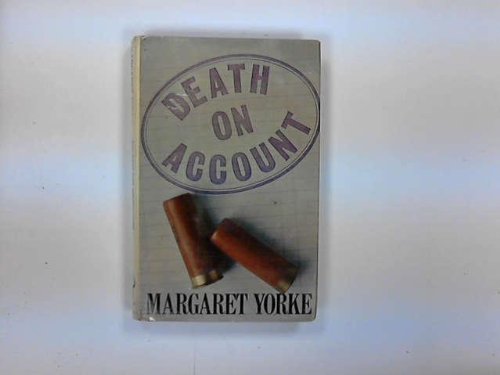 DEATH
ON
ACCOUNT
MARGARET YORKE